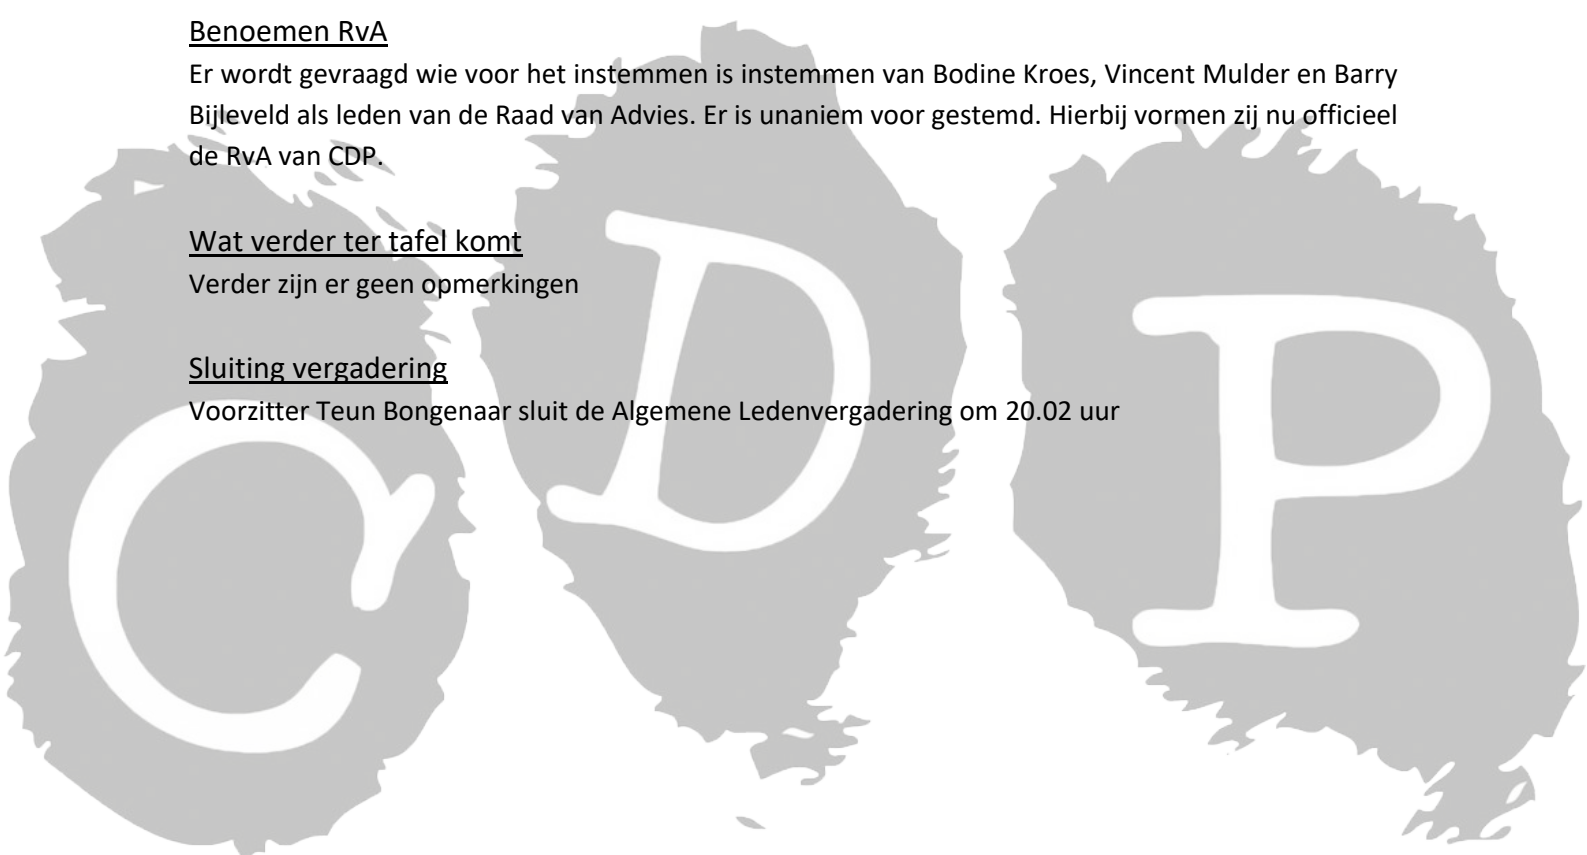 Benoemen RvA
Er wordt gevraagd wie voor het instemmen is instemmen van Bodine Kroes, Vincent Mulder en Barry
Bijleveld als leden van de Raad van Advies. Er is unaniem voor gestemd. Hierbij vormen zij nu officieel
de RvA van CDP.
Wat verder ter tafel komt
Verder zijn er geen opmerkingen
Sluiting vergadering
Voorzitter Teun Bongenaar sluit de Algemene Ledenvergadering om 20.02 uur
CDP